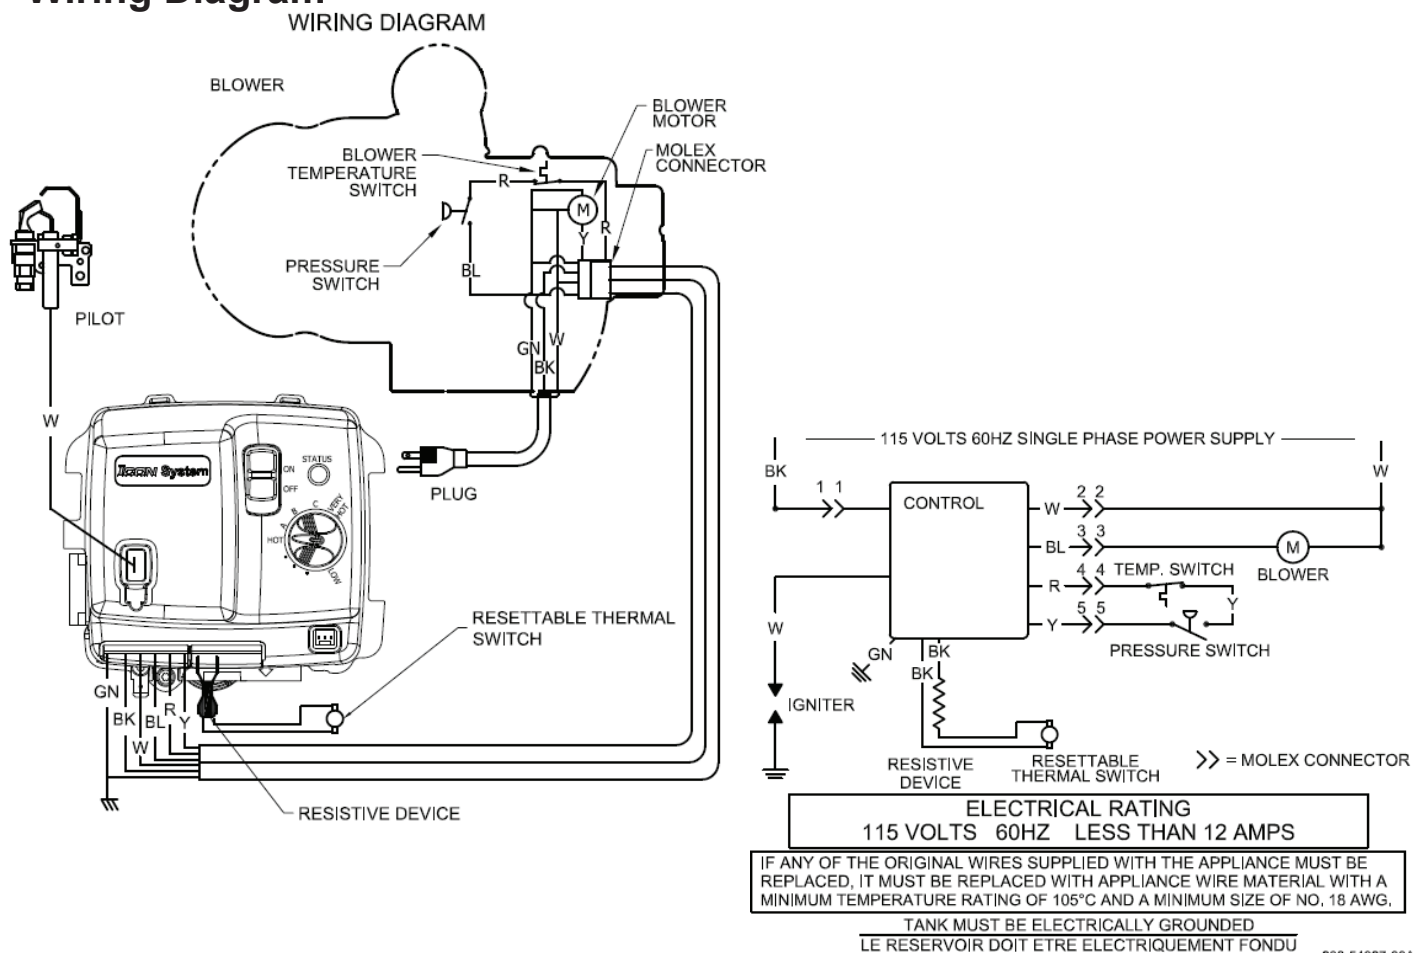 Wiring Diagram
WIRING DIAGRAM
BLOWER
BLOWER
MOTOR
BLOWER
TEMPERATURE
SWITCH
MOLEX
CONNECTOR
R
M
Y
R
PRESSURE
SWITCH
BL
PILOT
GN
W
BK
W
ICON System
ON
OFF
STATUS
HOT
A
B
C
VERY
HOT
LOW
PLUG
RESETTABLE THERMAL
SWITCH
GN
BK
W
BL
R
Y
RESISTIVE DEVICE
115 VOLTS 60HZ SINGLE PHASE POWER SUPPLY
BK
W
1 1
CONTROL
W
2 2
BL
3 3
M
BLOWER
R
4 4
TEMP. SWITCH
Y
Y
5 5
PRESSURE SWITCH
W
GN
BK
BK
IGNITER
RESISTIVE
DEVICE
RESETTABLE
THERMAL SWITCH
>> = MOLEX CONNECTOR
ELECTRICAL RATING
115 VOLTS 60HZ LESS THAN 12 AMPS
IF ANY OF THE ORIGINAL WIRES SUPPLIED WITH THE APPLIANCE MUST BE
REPLACED, IT MUST BE REPLACED WITH APPLIANCE WIRE MATERIAL WITH A
MINIMUM TEMPERATURE RATING OF 105°C AND A MINIMUM SIZE OF NO. 18 AWG.
TANK MUST BE ELECTRICALLY GROUNDED
LE RESERVOIR DOIT ETRE ELECTRIQUEMENT FONDU